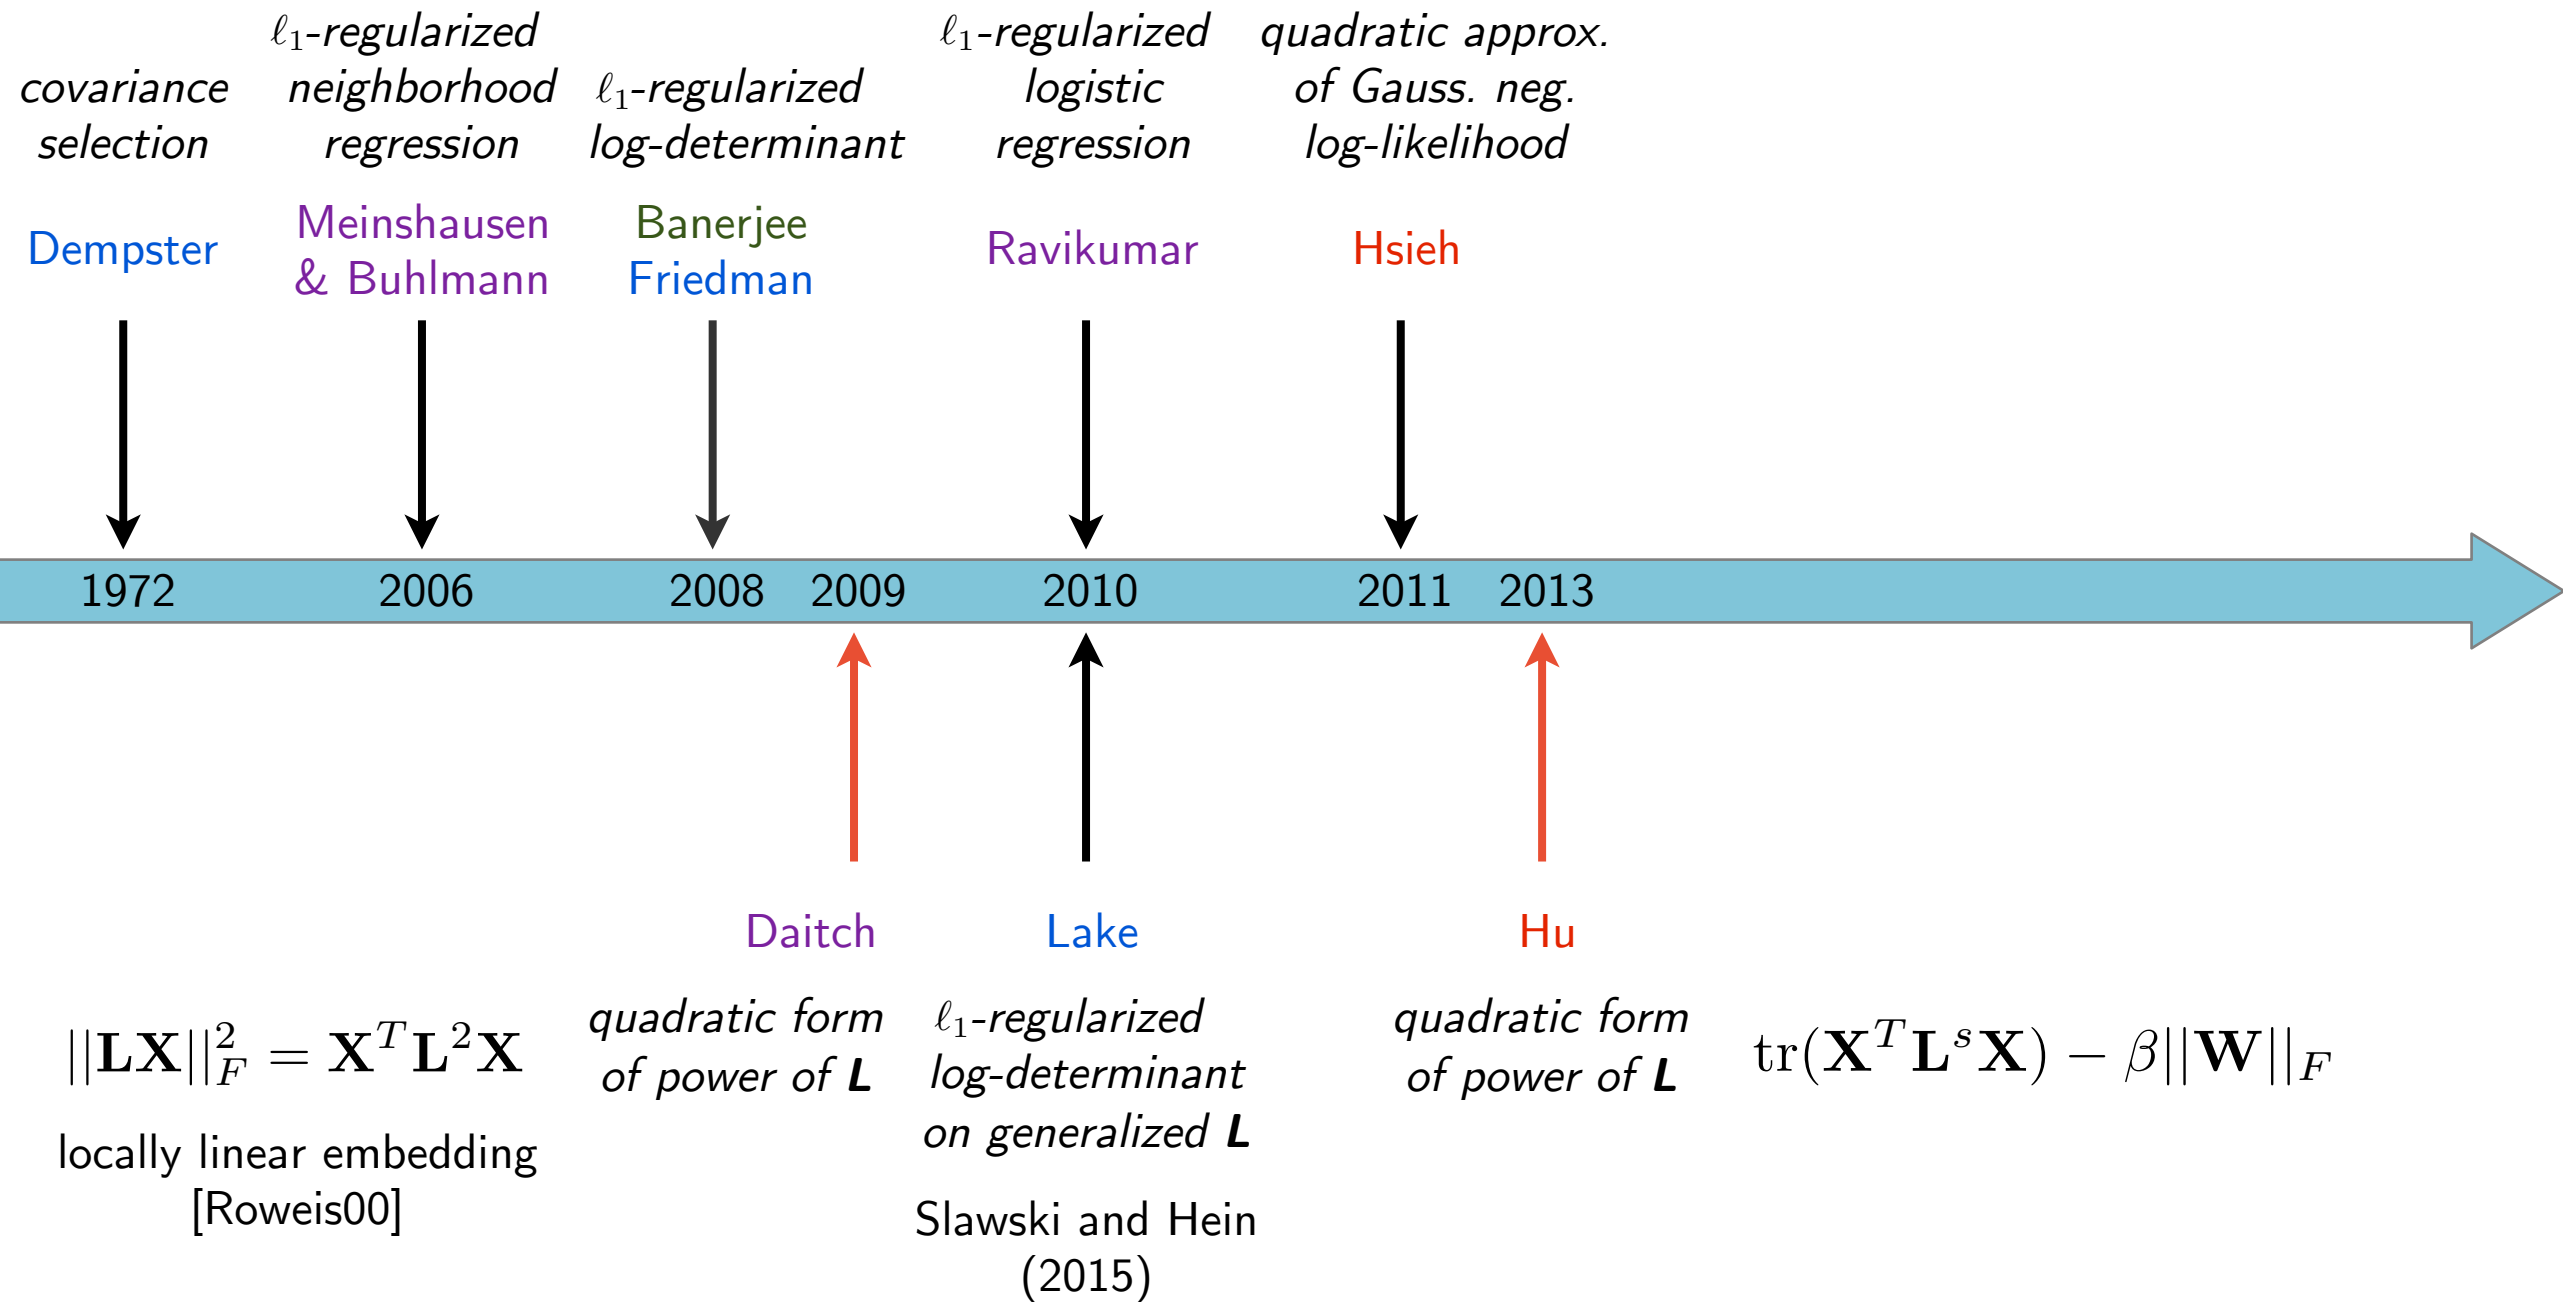 covariance
selection
ℓ₁-regularized
neighborhood
regression
ℓ₁-regularized
log-determinant
ℓ₁-regularized
logistic
regression
quadratic approx.
of Gauss. neg.
log-likelihood
Dempster
Meinshausen
& Buhlmann
Banerjee
Friedman
Ravikumar
Hsieh
1972 2006 2008 2009 2010 2011 2013
Daitch
Lake
Hu
||LX||²_F = XᵀL²X
locally linear embedding
[Roweis00]
quadratic form
of power of L
ℓ₁-regularized
log-determinant
on generalized L
Slawski and Hein
(2015)
quadratic form
of power of L
tr(XᵀLˢX) − β||W||_F